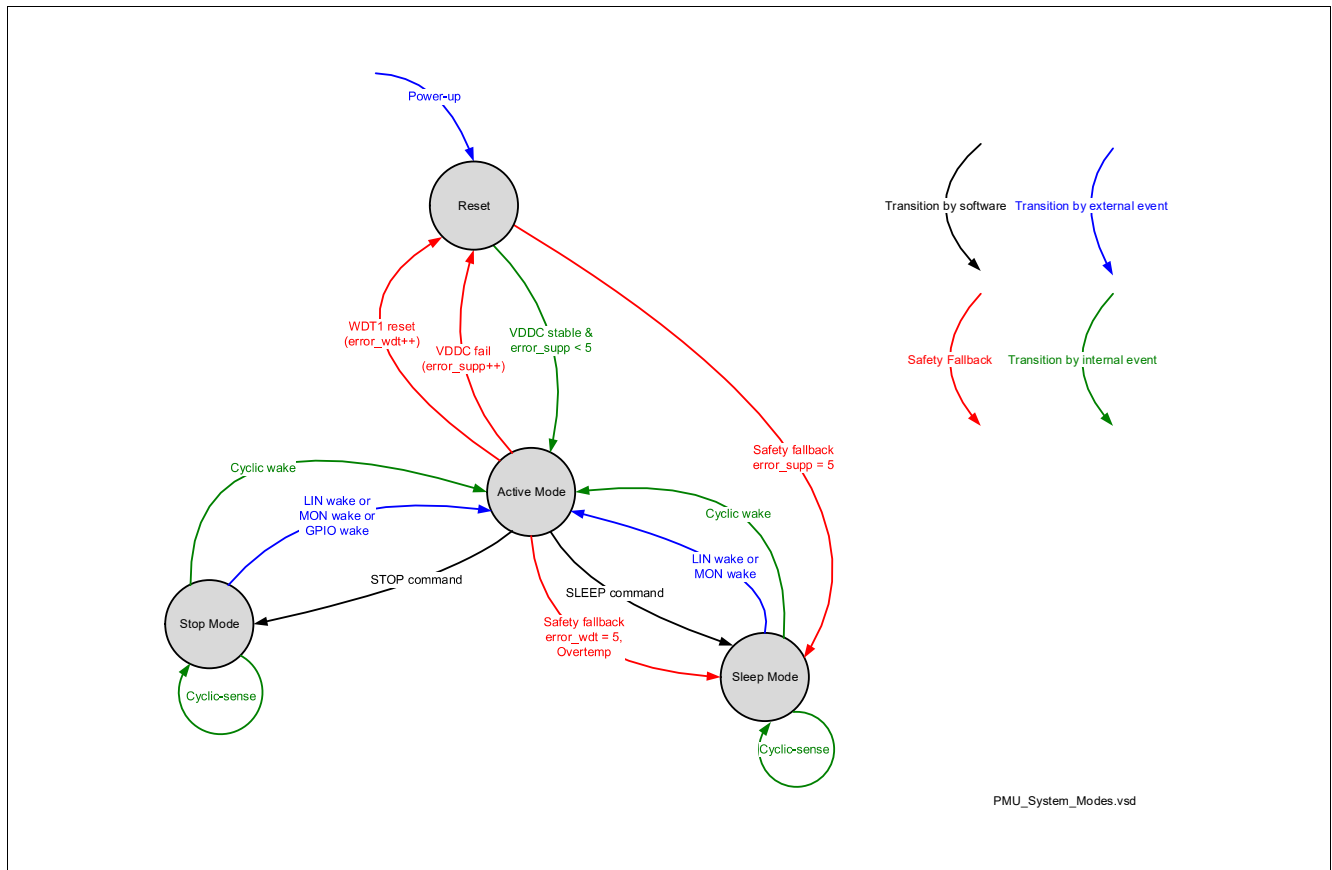 Power-up
Reset
Transition by software
Transition by external event
WDT1 reset
(error_wdt++)
VDDC fail
(error_supp++)
VDDC stable &
error_supp < 5
Safety Fallback
Transition by internal event
Safety fallback
error_supp = 5
Cyclic wake
LIN wake or
MON wake or
GPIO wake
Active Mode
Cyclic wake
LIN wake or
MON wake
STOP command
SLEEP command
Stop Mode
Safety fallback
error_wdt = 5,
Overtemp
Sleep Mode
Cyclic-sense
Cyclic-sense
PMU_System_Modes.vsd